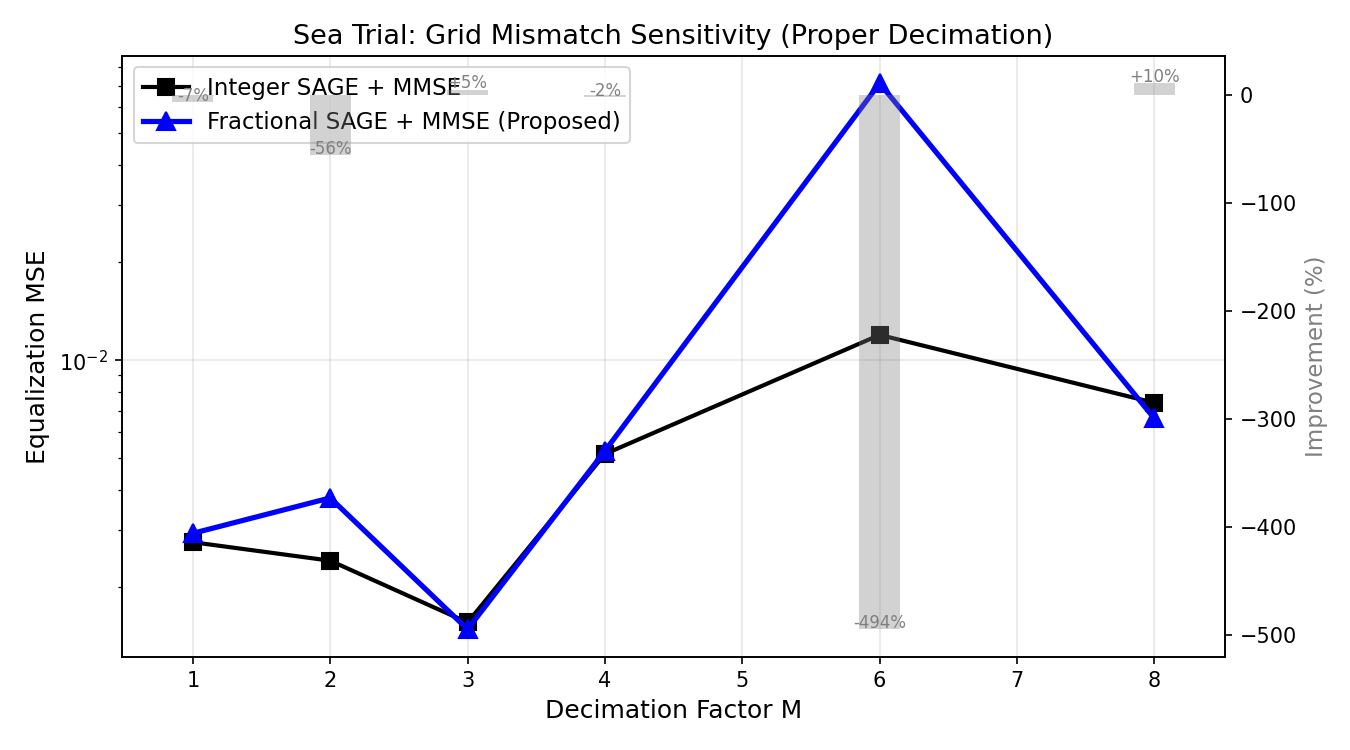 Sea Trial: Grid Mismatch Sensitivity (Proper Decimation)
Integer SAGE + MMSE
Fractional SAGE + MMSE (Proposed)
-7%
-56%
+5%
-2%
-494%
+10%
Equalization MSE
10⁻²
0
−100
−200
−300
−400
−500
Improvement (%)
1 2 3 4 5 6 7 8
Decimation Factor M